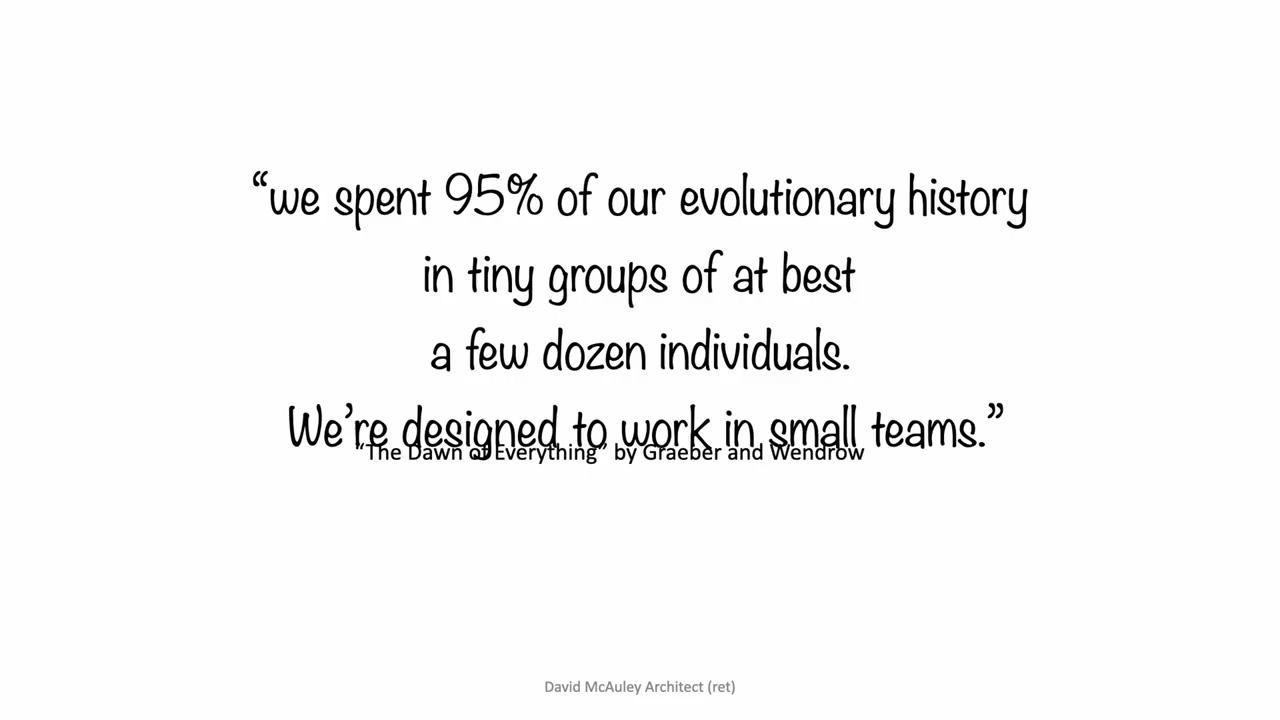 “we spent 95% of our evolutionary history
in tiny groups of at best
a few dozen individuals.
We’re designed to work in small teams.”
“The Dawn of Everything” by Graeber and Wendrow
David McAuley Architect (ret)